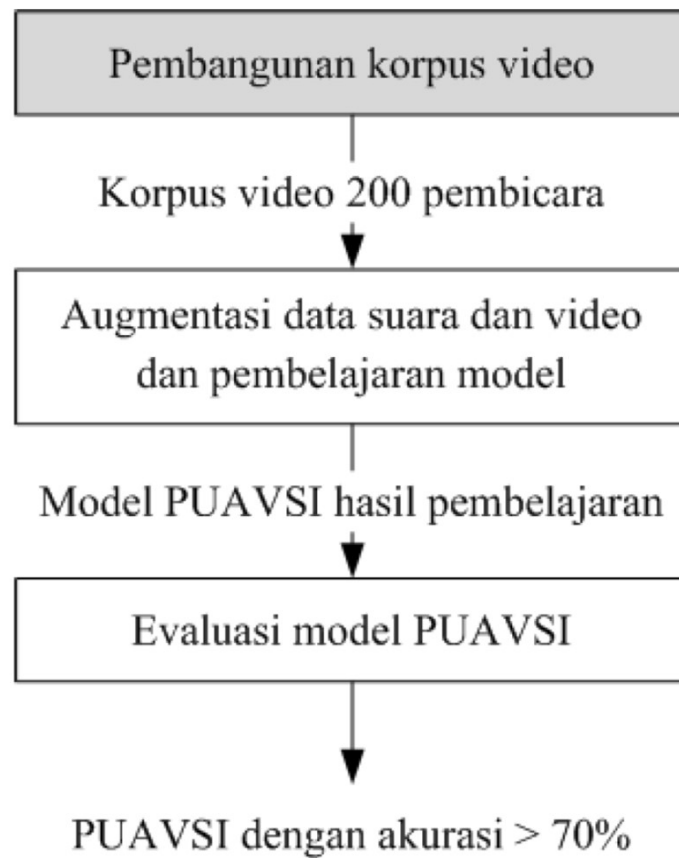 Pembangunan korpus video
Korpus video 200 pembicara
Augmentasi data suara dan video
dan pembelajaran model
Model PUAVSI hasil pembelajaran
Evaluasi model PUAVSI
PUAVSI dengan akurasi > 70%